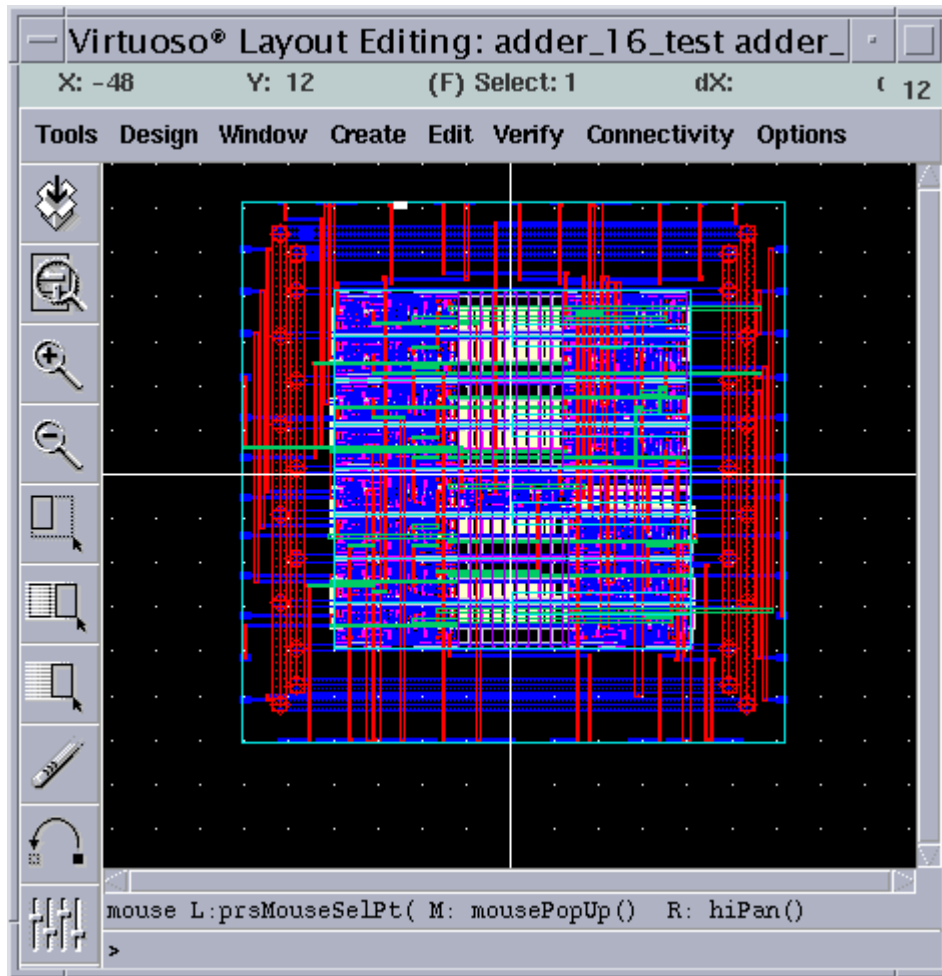 Virtuoso® Layout Editing: adder_16_test adder_
X: -48 Y: 12 (F) Select: 1 dX: 12
Tools Design Window Create Edit Verify Connectivity Options
mouse L:prsMouseSelPt( M: mousePopUp() R: hiPan()
>